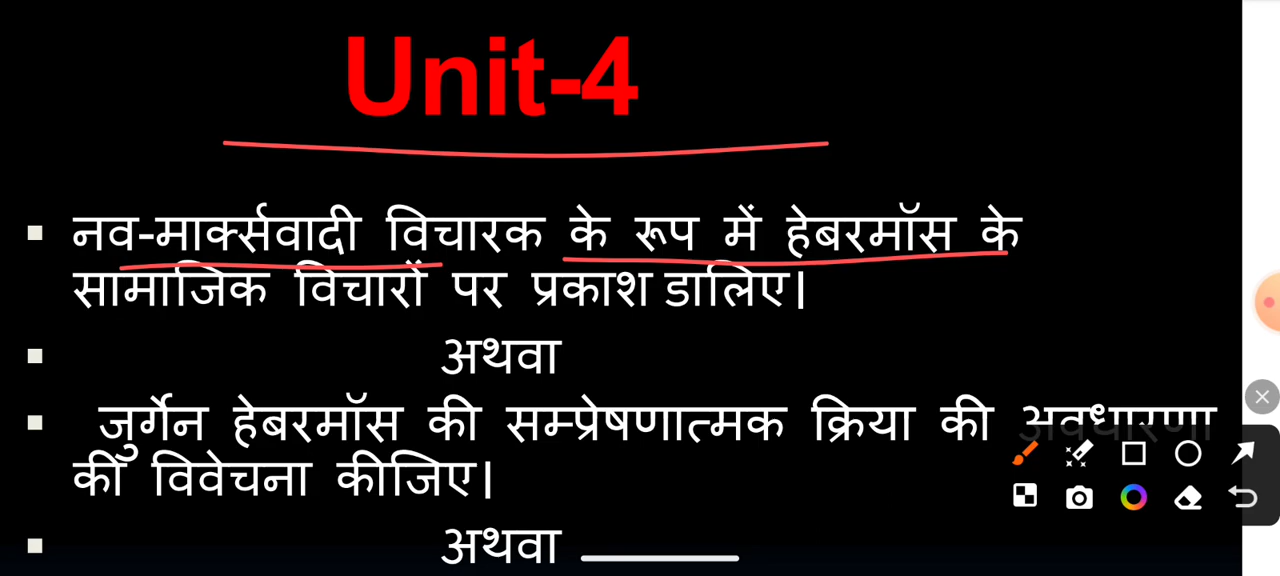 Unit-4
नव-मार्क्सवादी विचारक के रूप में हेबरमॉस के
सामाजिक विचारों पर प्रकाश डालिए।
अथवा
जुर्गेन हेबरमॉस की सम्प्रेषणात्मक क्रिया की अवधारणा
की विवेचना कीजिए।
अथवा